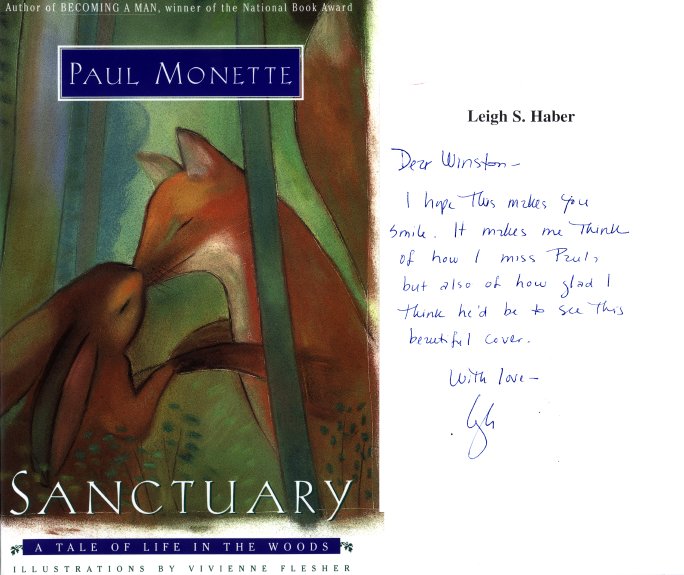 Author of BECOMING A MAN, winner of the National Book Award
PAUL MONETTE
SANCTUARY
A TALE OF LIFE IN THE WOODS
ILLUSTRATIONS BY VIVIENNE FLESHER
Leigh S. Haber
Dear Winston—
I hope this makes you
smile. It makes me think
of how I miss Paul,
but also of how glad I
think he'd be to see this
beautiful cover.
With love—